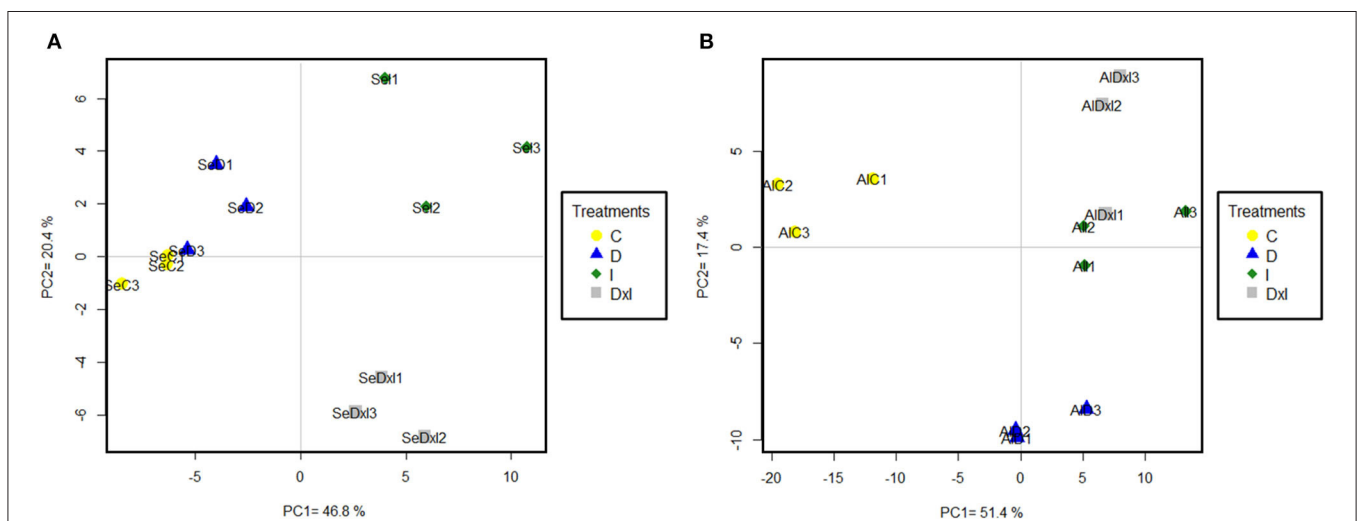 A
B
SeI1
SeI3
SeD1
SeD2
SeI2
SeD3
SeC1
SeC2
SeC3
SeDxI1
SeDxI3
SeDxI2
6
4
2
0
-2
-4
-6
-5
0
5
10
PC2= 20.4 %
PC1= 46.8 %
Treatments
C
D
I
DxI
AlDxI3
AlDxI2
AlC2
AlC1
AlDxI1
AlI3
AlI2
AlC3
AlI1
AlD3
AlD2
AlD1
5
0
-5
-10
-20
-15
-10
-5
0
5
10
PC2= 17.4 %
PC1= 51.4 %
Treatments
C
D
I
DxI